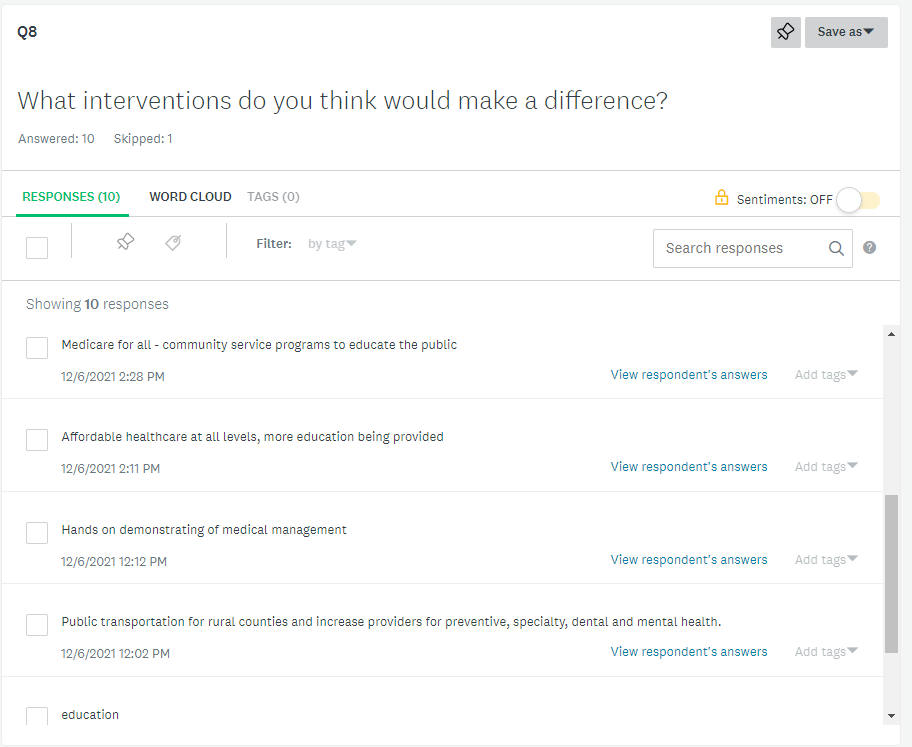 Q8
Save as
What interventions do you think would make a difference?
Answered: 10 Skipped: 1
RESPONSES (10) WORD CLOUD TAGS (0) Sentiments: OFF
Filter: by tag Search responses ?
Showing 10 responses
Medicare for all - community service programs to educate the public
12/6/2021 2:28 PM View respondent's answers Add tags
Affordable healthcare at all levels, more education being provided
12/6/2021 2:11 PM View respondent's answers Add tags
Hands on demonstrating of medical management
12/6/2021 12:12 PM View respondent's answers Add tags
Public transportation for rural counties and increase providers for preventive, specialty, dental and mental health.
12/6/2021 12:02 PM View respondent's answers Add tags
education